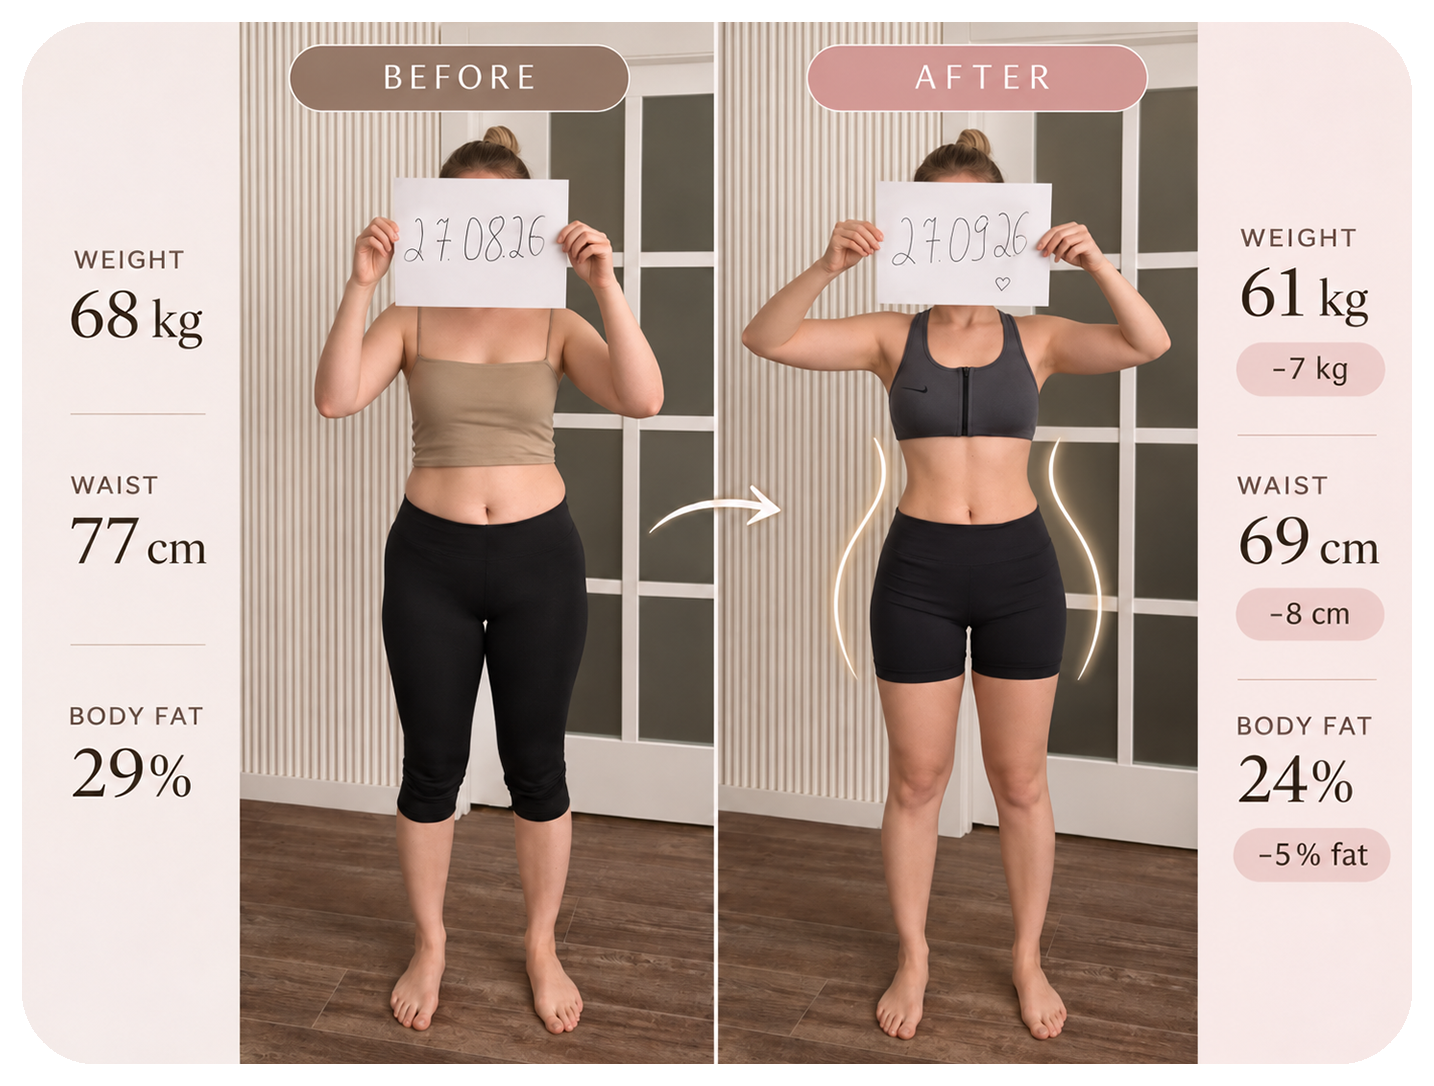 BEFORE
27.08.26
WEIGHT
68 kg
WAIST
77 cm
BODY FAT
29%
AFTER
27.09.26
♡
WEIGHT
61 kg
-7 kg
WAIST
69 cm
-8 cm
BODY FAT
24%
-5% fat